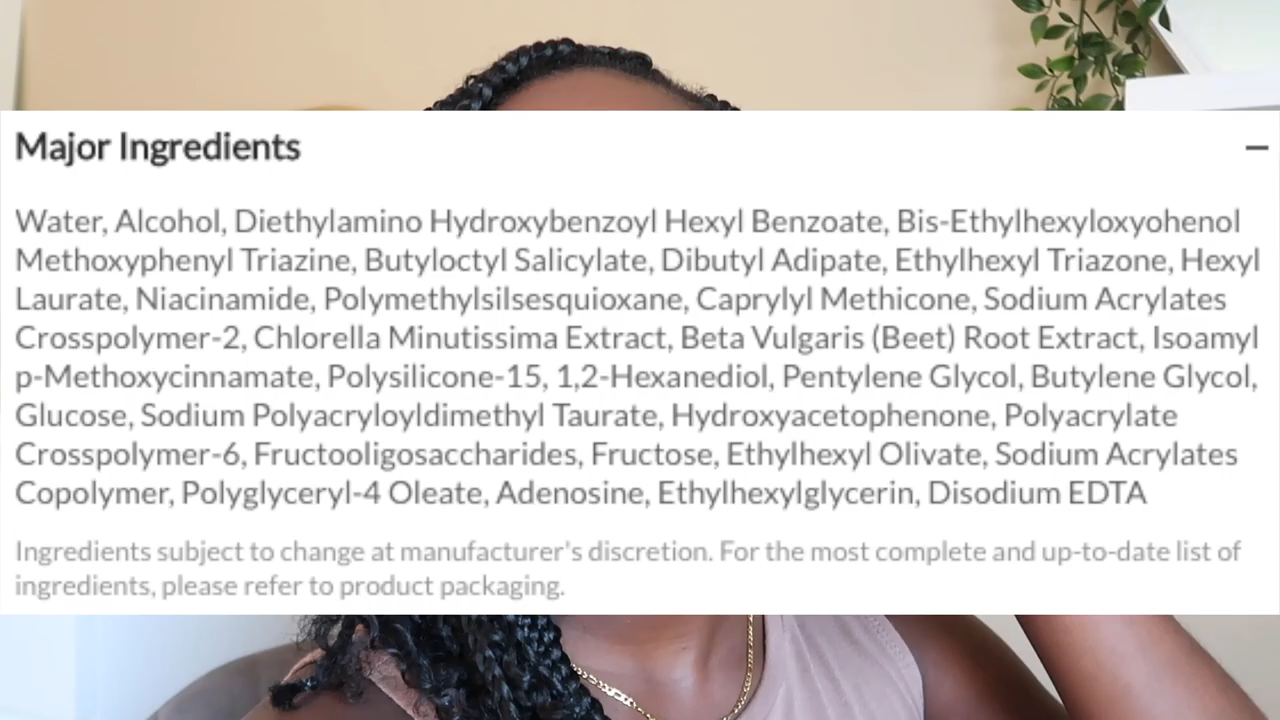 Major Ingredients
Water, Alcohol, Diethylamino Hydroxybenzoyl Hexyl Benzoate, Bis-Ethylhexyloxyohenol
Methoxyphenyl Triazine, Butyloctyl Salicylate, Dibutyl Adipate, Ethylhexyl Triazone, Hexyl
Laurate, Niacinamide, Polymethylsilsesquioxane, Caprylyl Methicone, Sodium Acrylates
Crosspolymer-2, Chlorella Minutissima Extract, Beta Vulgaris (Beet) Root Extract, Isoamyl
p-Methoxycinnamate, Polysilicone-15, 1,2-Hexanediol, Pentylene Glycol, Butylene Glycol,
Glucose, Sodium Polyacryloyldimethyl Taurate, Hydroxyacetophenone, Polyacrylate
Crosspolymer-6, Fructooligosaccharides, Fructose, Ethylhexyl Olivate, Sodium Acrylates
Copolymer, Polyglyceryl-4 Oleate, Adenosine, Ethylhexylglycerin, Disodium EDTA
Ingredients subject to change at manufacturer's discretion. For the most complete and up-to-date list of
ingredients, please refer to product packaging.